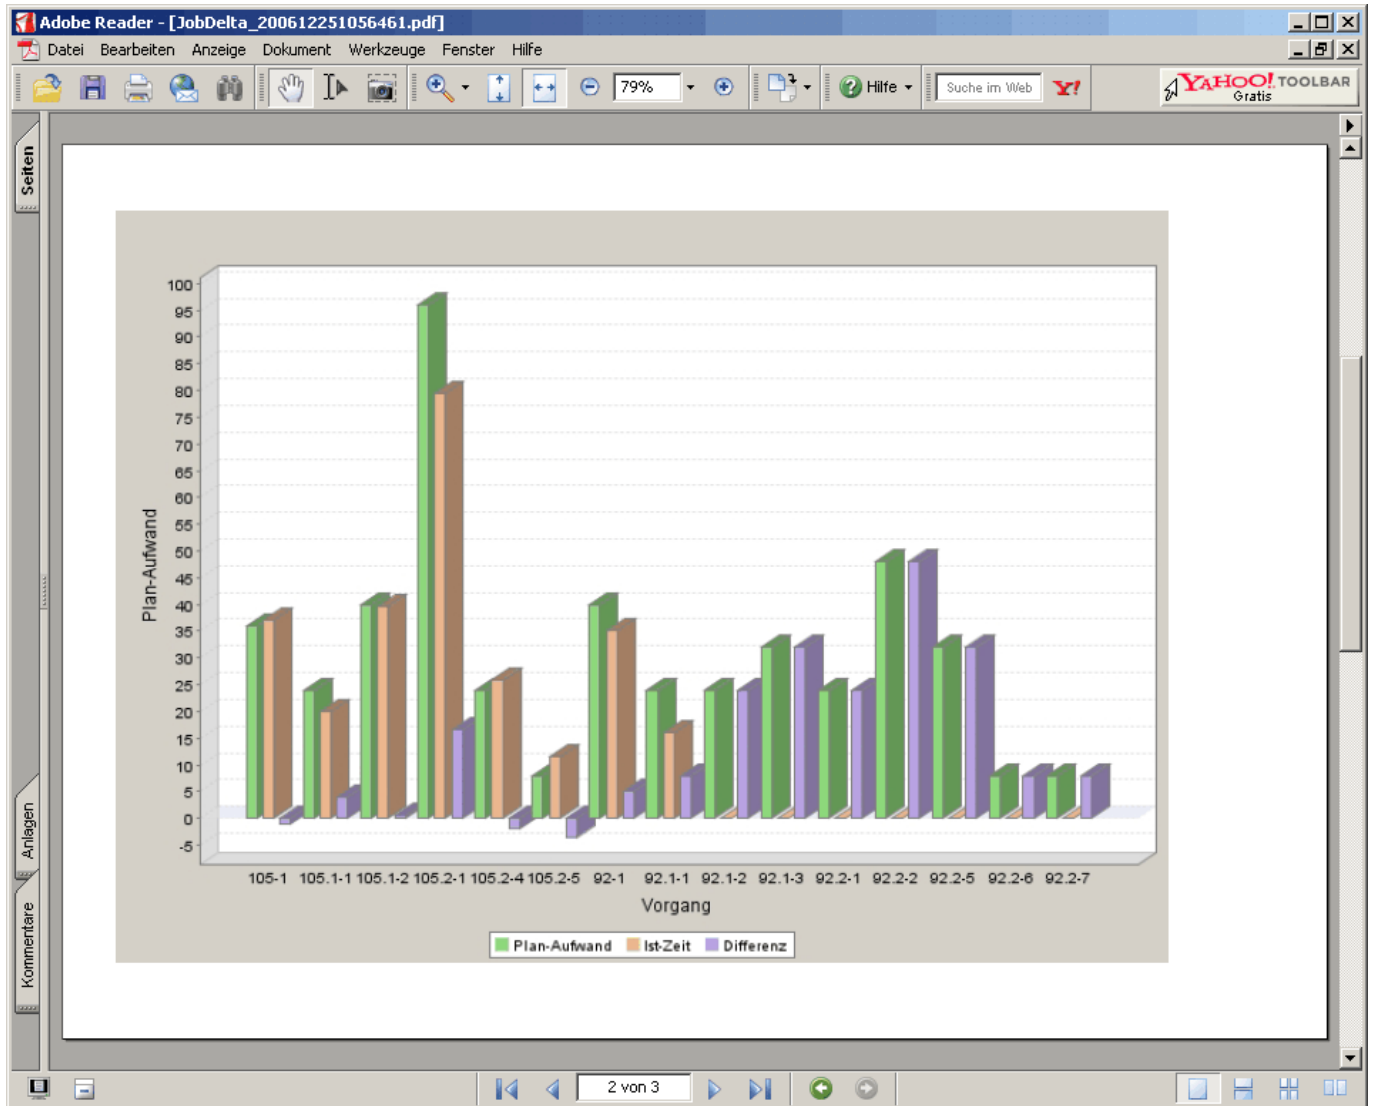 Adobe Reader - [JobDelta_200612251056461.pdf]
Datei Bearbeiten Anzeige Dokument Werkzeuge Fenster Hilfe
79% Hilfe Suche im Web Y! YAHOO! TOOLBAR
Gratis
Seiten
Anlagen
Kommentare
100
95
90
85
80
75
70
65
60
55
50
45
40
35
30
25
20
15
10
5
0
-5
Plan-Aufwand
105-1 105.1-1 105.1-2 105.2-1 105.2-4 105.2-5 92-1 92.1-1 92.1-2 92.1-3 92.2-1 92.2-2 92.2-5 92.2-6 92.2-7
Vorgang
Plan-Aufwand Ist-Zeit Differenz
2 von 3